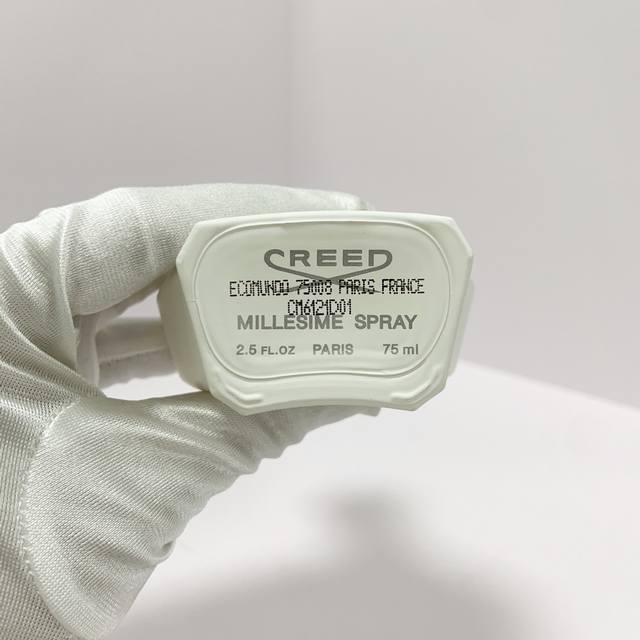 CREED
ECOMUNDO 75008 PARIS FRANCE
CM6121D01
MILLESIME SPRAY
2.5 FL.OZ PARIS 75 ml